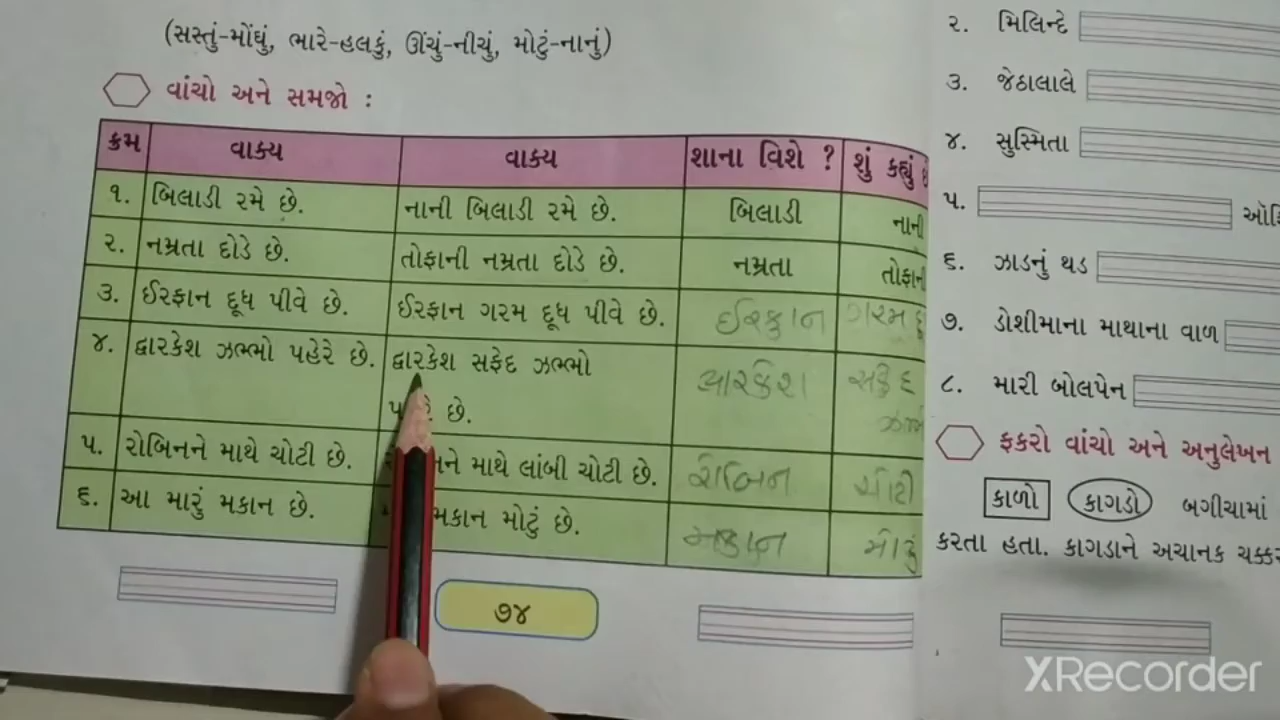 (સસ્તું-મોંઘું, ભારે-હલકું, ઊંચું-નીચું, મોટું-નાનું)
વાંચો અને સમજો :
ક્રમ વાક્ય વાક્ય શાના વિશે ? શું કહ્યું
૧. બિલાડી રમે છે. નાની બિલાડી રમે છે. બિલાડી નાની
૨. નમ્રતા દોડે છે. તોફાની નમ્રતા દોડે છે. નમ્રતા તોફાની
૩. ઈરફાન દૂધ પીવે છે. ઈરફાન ગરમ દૂધ પીવે છે. ઈરફાન ગરમ
૪. દ્વારકેશ ઝભ્ભો પહેરે છે. દ્વારકેશ સફેદ ઝભ્ભો સફેદ
છે.
૫. રોબિનને માથે ચોટી છે. માથે લાંબી ચોટી છે. રોબિન ચોટી
૬. આ મારું મકાન છે. મકાન મોટું છે. મકાન મોટું
૭૪
૨. મિલિન્દે
૩. જેઠાલાલે
૪. સુસ્મિતા
૫.
૬. ઝાડનું થડ
૭. ડોશીમાના માથાના વાળ
૮. મારી બોલપેન
ફકરો વાંચો અને અનુલેખન
કાળો કાગડો બગીચામાં
કરતા હતા. કાગડાને અચાનક
XRecorder